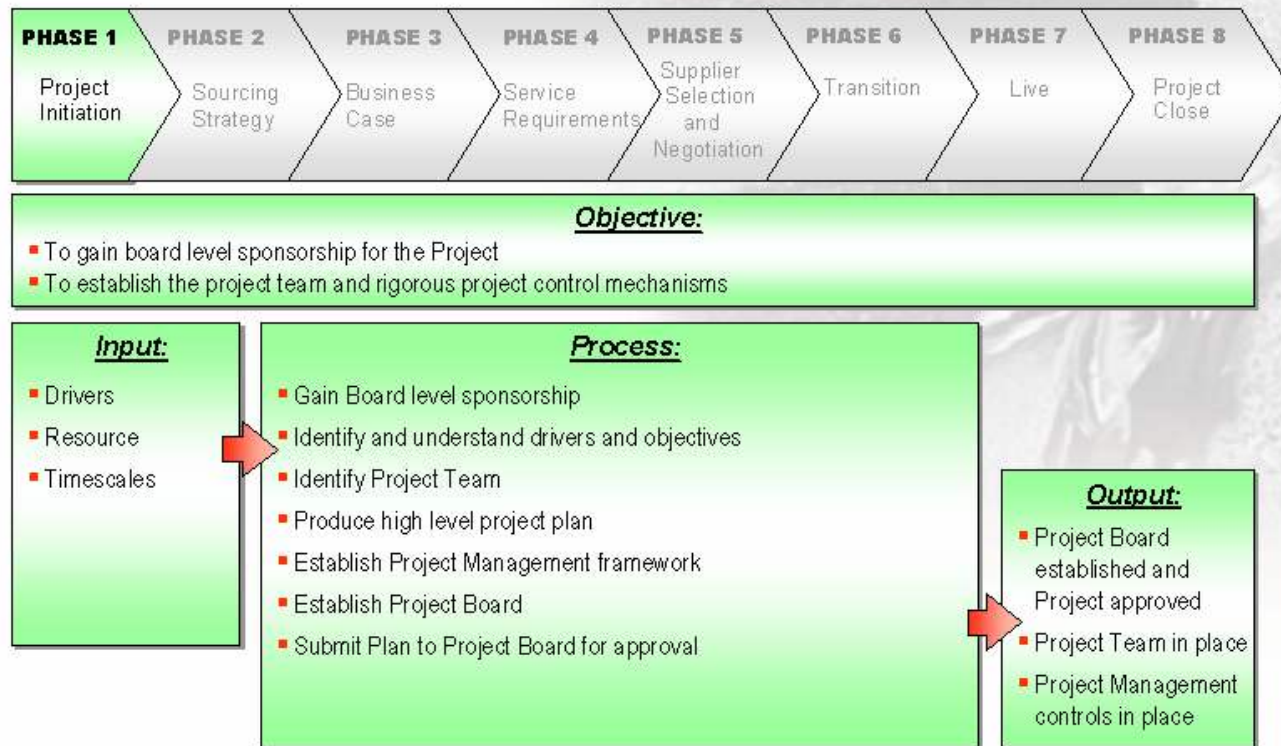 PHASE 1
Project
Initiation
PHASE 2
Sourcing
Strategy
PHASE 3
Business
Case
PHASE 4
Service
Requirements
PHASE 5
Supplier
Selection
and
Negotiation
PHASE 6
Transition
PHASE 7
Live
PHASE 8
Project
Close
Objective:
To gain board level sponsorship for the Project
To establish the project team and rigorous project control mechanisms
Input:
Drivers
Resource
Timescales
Process:
Gain Board level sponsorship
Identify and understand drivers and objectives
Identify Project Team
Produce high level project plan
Establish Project Management framework
Establish Project Board
Submit Plan to Project Board for approval
Output:
Project Board
established and
Project approved
Project Team in place
Project Management
controls in place